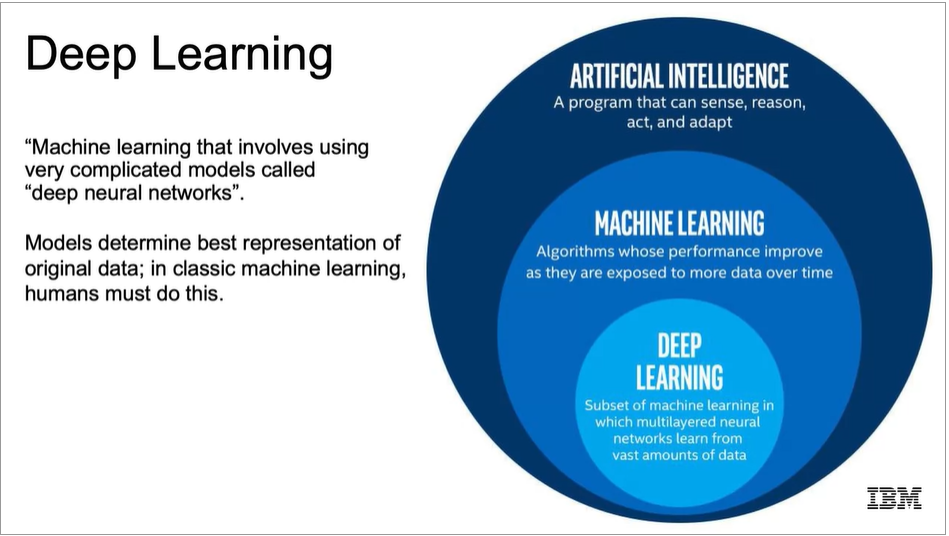 Deep Learning
“Machine learning that involves using
very complicated models called
“deep neural networks”.
Models determine best representation of
original data; in classic machine learning,
humans must do this.
ARTIFICIAL INTELLIGENCE
A program that can sense, reason,
act, and adapt
MACHINE LEARNING
Algorithms whose performance improve
as they are exposed to more data over time
DEEP
LEARNING
Subset of machine learning in
which multilayered neural
networks learn from
vast amounts of data
IBM